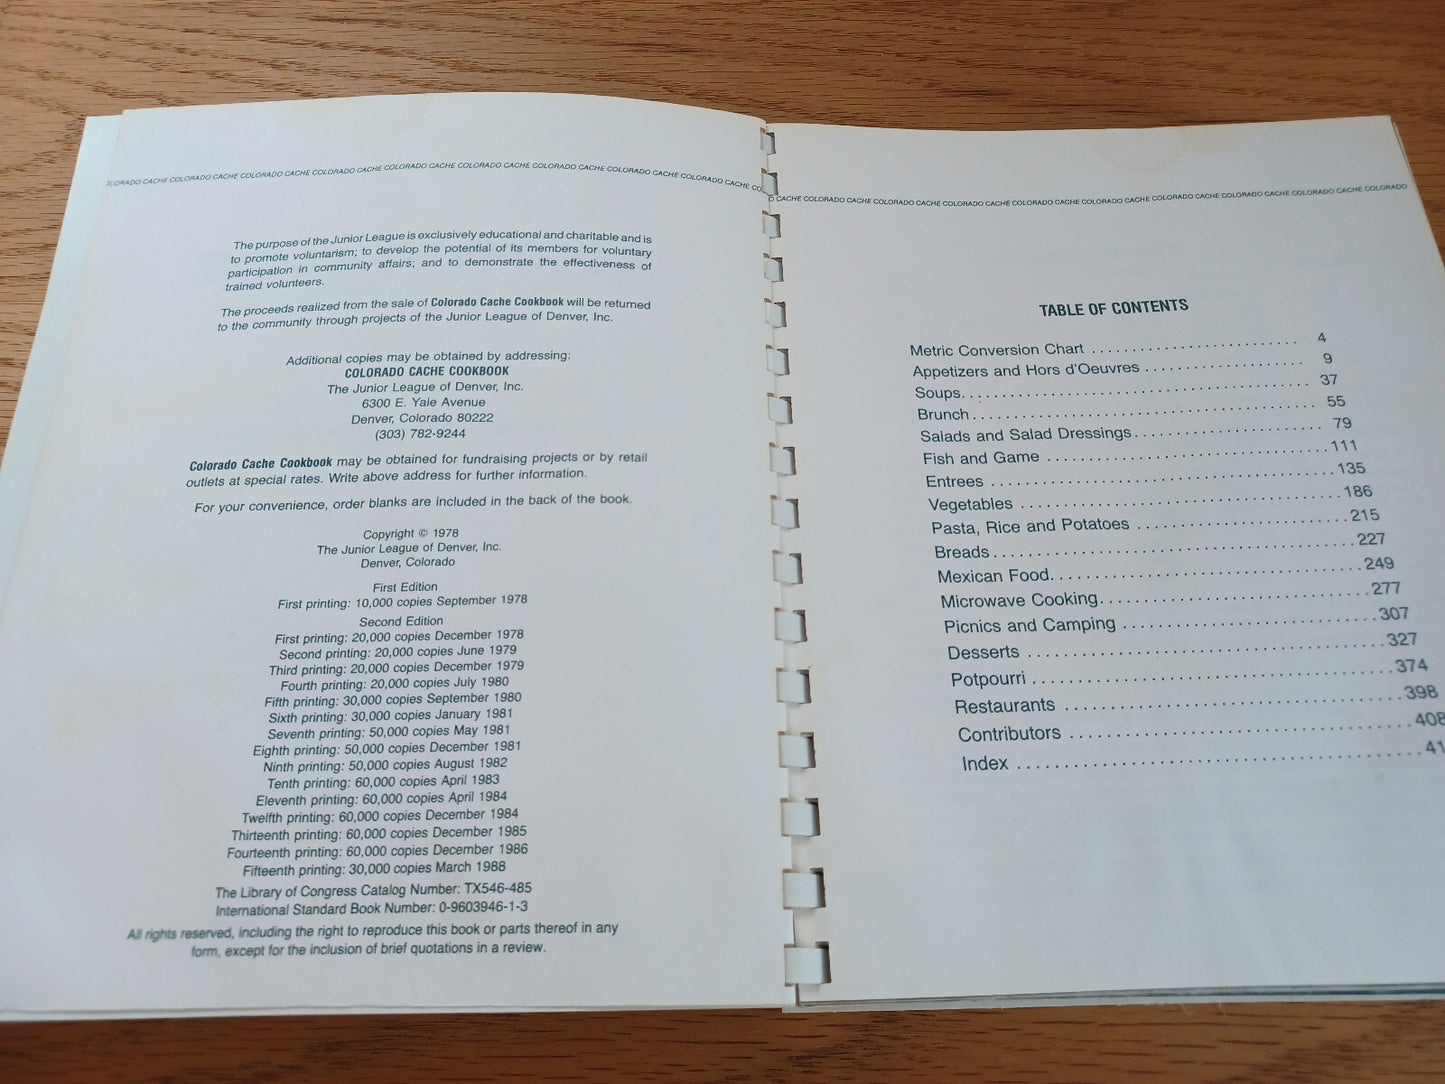 COLORADO CACHE COLORADO CACHE COLORADO CACHE COLORADO CACHE COLORADO CACHE COLORADO CACHE COLORADO CACHE COLORADO CACHE COLORADO CACHE
The purpose of the Junior League is exclusively educational and charitable and is
to promote voluntarism; to develop the potential of its members for voluntary
participation in community affairs; and to demonstrate the effectiveness of
trained volunteers.
The proceeds realized from the sale of Colorado Cache Cookbook will be returned
to the community through projects of the Junior League of Denver, Inc.
Additional copies may be obtained by addressing:
COLORADO CACHE COOKBOOK
The Junior League of Denver, Inc.
6300 E. Yale Avenue
Denver, Colorado 80222
(303) 782-9244
Colorado Cache Cookbook may be obtained for fundraising projects or by retail
outlets at special rates. Write above address for further information.
For your convenience, order blanks are included in the back of the book.
Copyright © 1978
The Junior League of Denver, Inc.
Denver, Colorado
First Edition
First printing: 10,000 copies September 1978
Second Edition
First printing: 20,000 copies December 1978
Second printing: 20,000 copies June 1979
Third printing: 20,000 copies December 1979
Fourth printing: 20,000 copies July 1980
Fifth printing: 30,000 copies September 1980
Sixth printing: 30,000 copies January 1981
Seventh printing: 50,000 copies May 1981
Eighth printing: 50,000 copies December 1981
Ninth printing: 50,000 copies August 1982
Tenth printing: 60,000 copies April 1983
Eleventh printing: 60,000 copies April 1984
Twelfth printing: 60,000 copies December 1984
Thirteenth printing: 60,000 copies December 1985
Fourteenth printing: 60,000 copies December 1986
Fifteenth printing: 30,000 copies March 1988
The Library of Congress Catalog Number: TX546-485
International Standard Book Number: 0-9603946-1-3
All rights reserved, including the right to reproduce this book or parts thereof in any
form, except for the inclusion of brief quotations in a review.
CACHE COLORADO CACHE COLORADO CACHE COLORADO CACHE COLORADO CACHE COLORADO CACHE COLORADO CACHE COLORADO CACHE COLORADO CACHE COLORADO
TABLE OF CONTENTS
Metric Conversion Chart . . . . . . . . . . 4
Appetizers and Hors d'Oeuvres . . . . . . . . . . 9
Soups. . . . . . . . . . 37
Brunch . . . . . . . . . . 55
Salads and Salad Dressings. . . . . . . . . . 79
Fish and Game . . . . . . . . . . 111
Entrees . . . . . . . . . . 135
Vegetables . . . . . . . . . . 186
Pasta, Rice and Potatoes . . . . . . . . . . 215
Breads . . . . . . . . . . 227
Mexican Food. . . . . . . . . . 249
Microwave Cooking. . . . . . . . . . 277
Picnics and Camping . . . . . . . . . . 307
Desserts . . . . . . . . . . 327
Potpourri . . . . . . . . . . 374
Restaurants . . . . . . . . . . 398
Contributors . . . . . . . . . . 408
Index . . . . . . . . . . 41